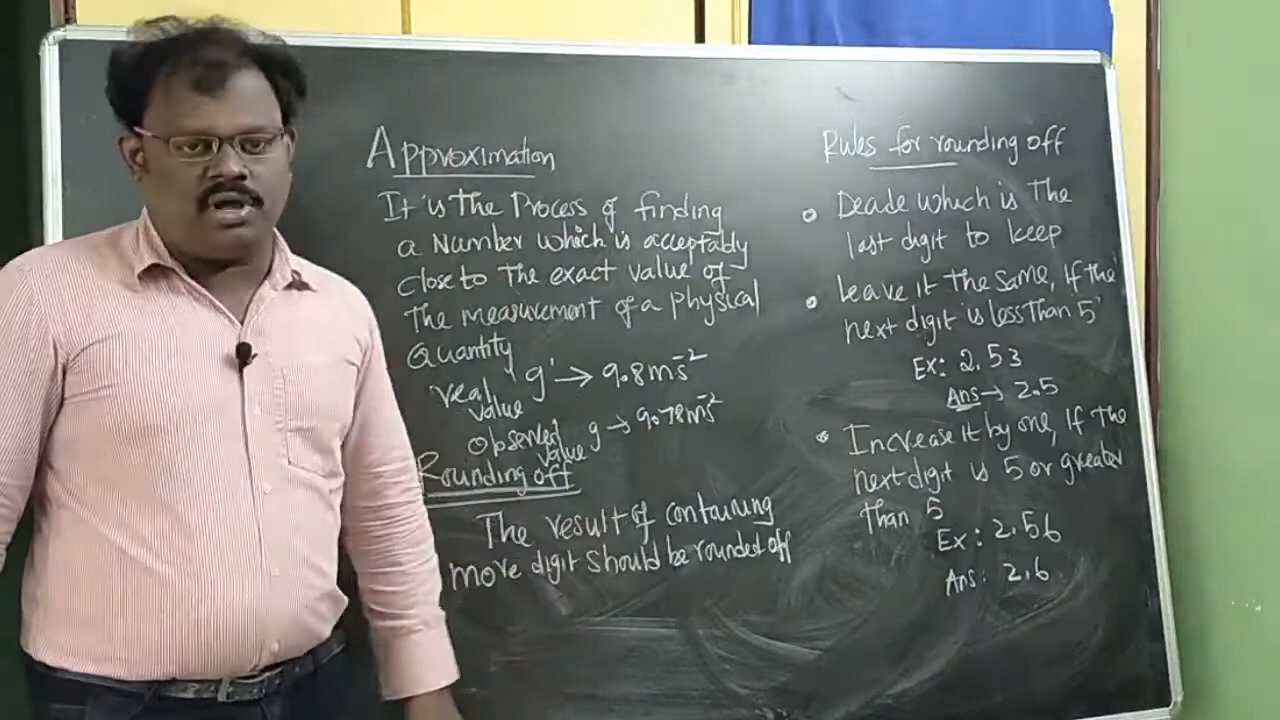 Approximation
It is The Process of finding
a Number which is acceptably
close to The exact value of
The measurement of a physical
Quantity
real value 'g' → 9.8 ms⁻²
observed value g → 9.78 ms⁻²
Rounding off
The result of containing
more digit should be rounded off
Rules for rounding off
Decide which is The
last digit to keep
Leave it The same, If the
next digit is less Than 5
Ex: 2.53
Ans → 2.5
Increase it by one, If the
next digit is 5 or greater
than 5
Ex: 2.56
Ans: 2.6